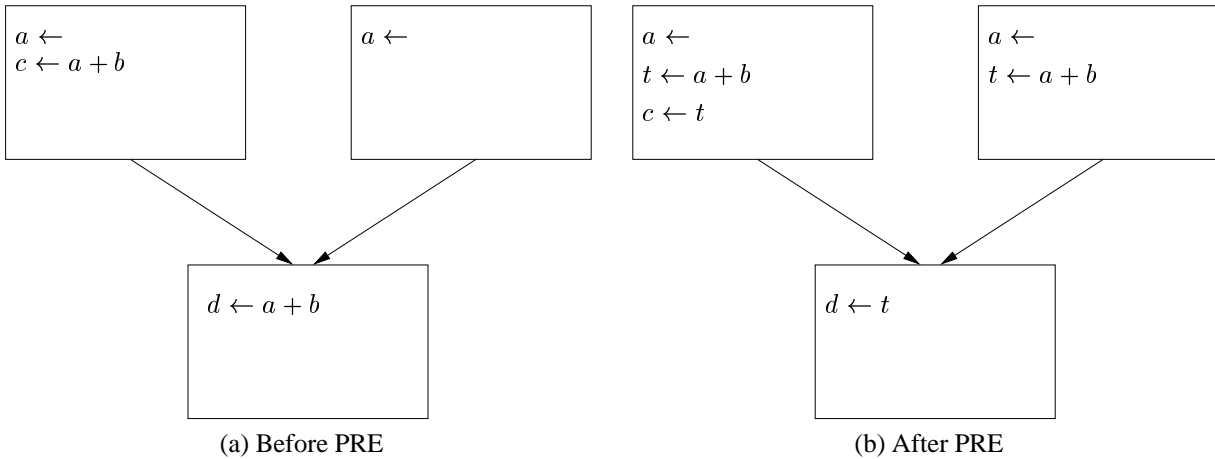 a ←
c ← a + b
a ←
d ← a + b
(a) Before PRE
a ←
t ← a + b
c ← t
a ←
t ← a + b
d ← t
(b) After PRE